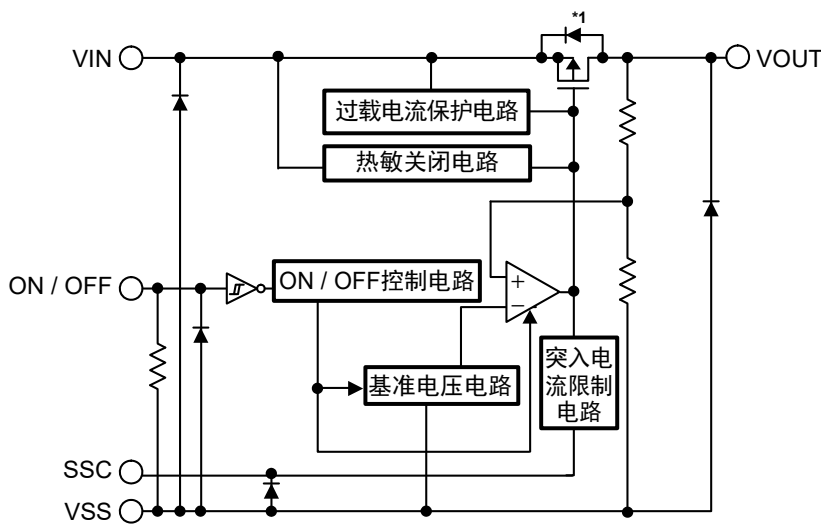 *1
VIN
VOUT
过载电流保护电路
热敏关闭电路
ON / OFF
ON / OFF控制电路
+
−
基准电压电路
突入电
流限制
电路
SSC
VSS